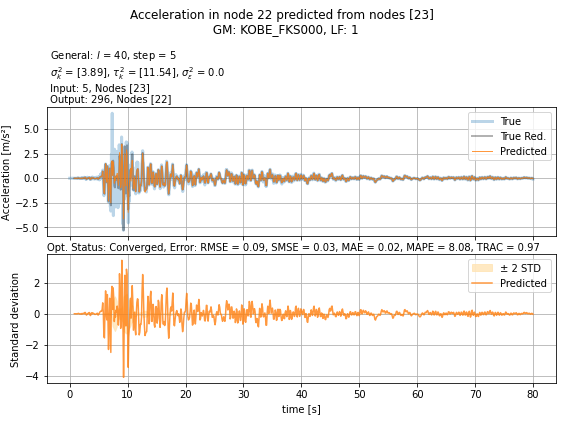 Acceleration in node 22 predicted from nodes [23]
GM: KOBE_FKS000, LF: 1
General: l = 40, step = 5
σ²ₖ = [3.89], τ²ₖ = [11.54], σ²ε = 0.0
Input: 5, Nodes [23]
Output: 296, Nodes [22]
Acceleration [m/s²]
5.0
2.5
0.0
−2.5
−5.0
True
True Red.
Predicted
Opt. Status: Converged, Error: RMSE = 0.09, SMSE = 0.03, MAE = 0.02, MAPE = 8.08, TRAC = 0.97
Standard deviation
2
0
−2
−4
± 2 STD
Predicted
0 10 20 30 40 50 60 70 80
time [s]